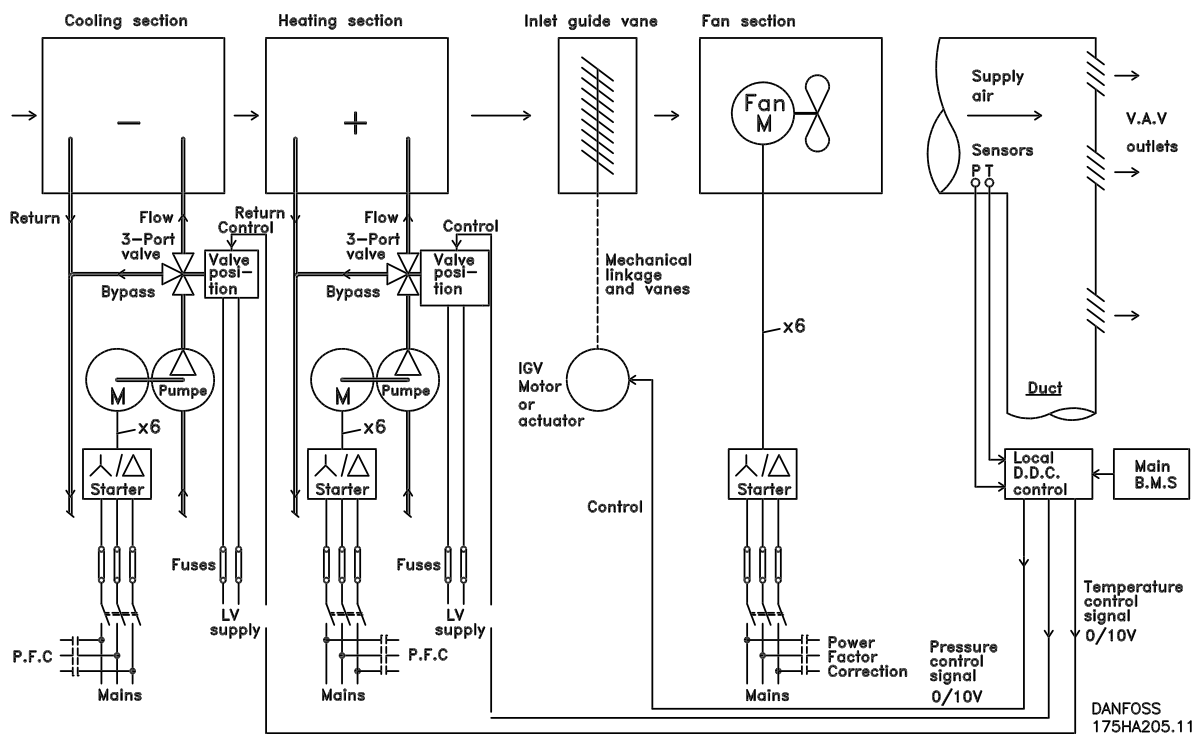 Cooling section
Heating section
Inlet guide vane
Fan section
−
+
Fan
M
Supply
air
V.A.V
outlets
Sensors
P T
Return
Flow
3-Port
valve
Bypass
Control
Valve
posi-
tion
Return
Flow
3-Port
valve
Bypass
Control
Valve
posi-
tion
Mechanical
linkage
and vanes
x6
M
Pumpe
x6
Starter
M
Pumpe
x6
Starter
IGV
Motor
or
actuator
Control
Starter
Duct
Local
D.D.C.
control
Main
B.M.S
Fuses
LV
supply
P.F.C
Mains
Fuses
LV
supply
P.F.C
Mains
Power
Factor
Correction
Mains
Pressure
control
signal
0/10V
Temperature
control
signal
0/10V
DANFOSS
175HA205.11